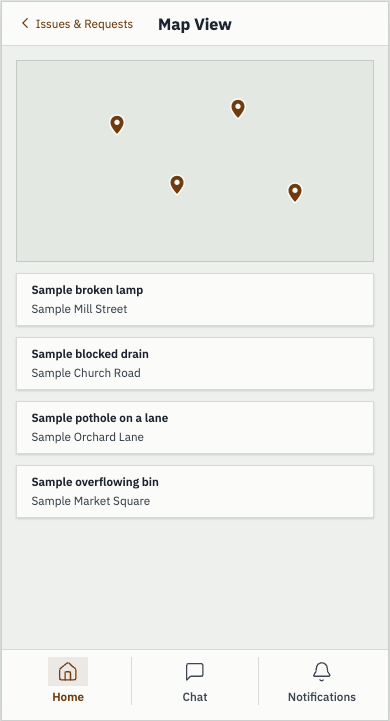 Issues & Requests
Map View
Sample broken lamp
Sample Mill Street
Sample blocked drain
Sample Church Road
Sample pothole on a lane
Sample Orchard Lane
Sample overflowing bin
Sample Market Square
Home
Chat
Notifications